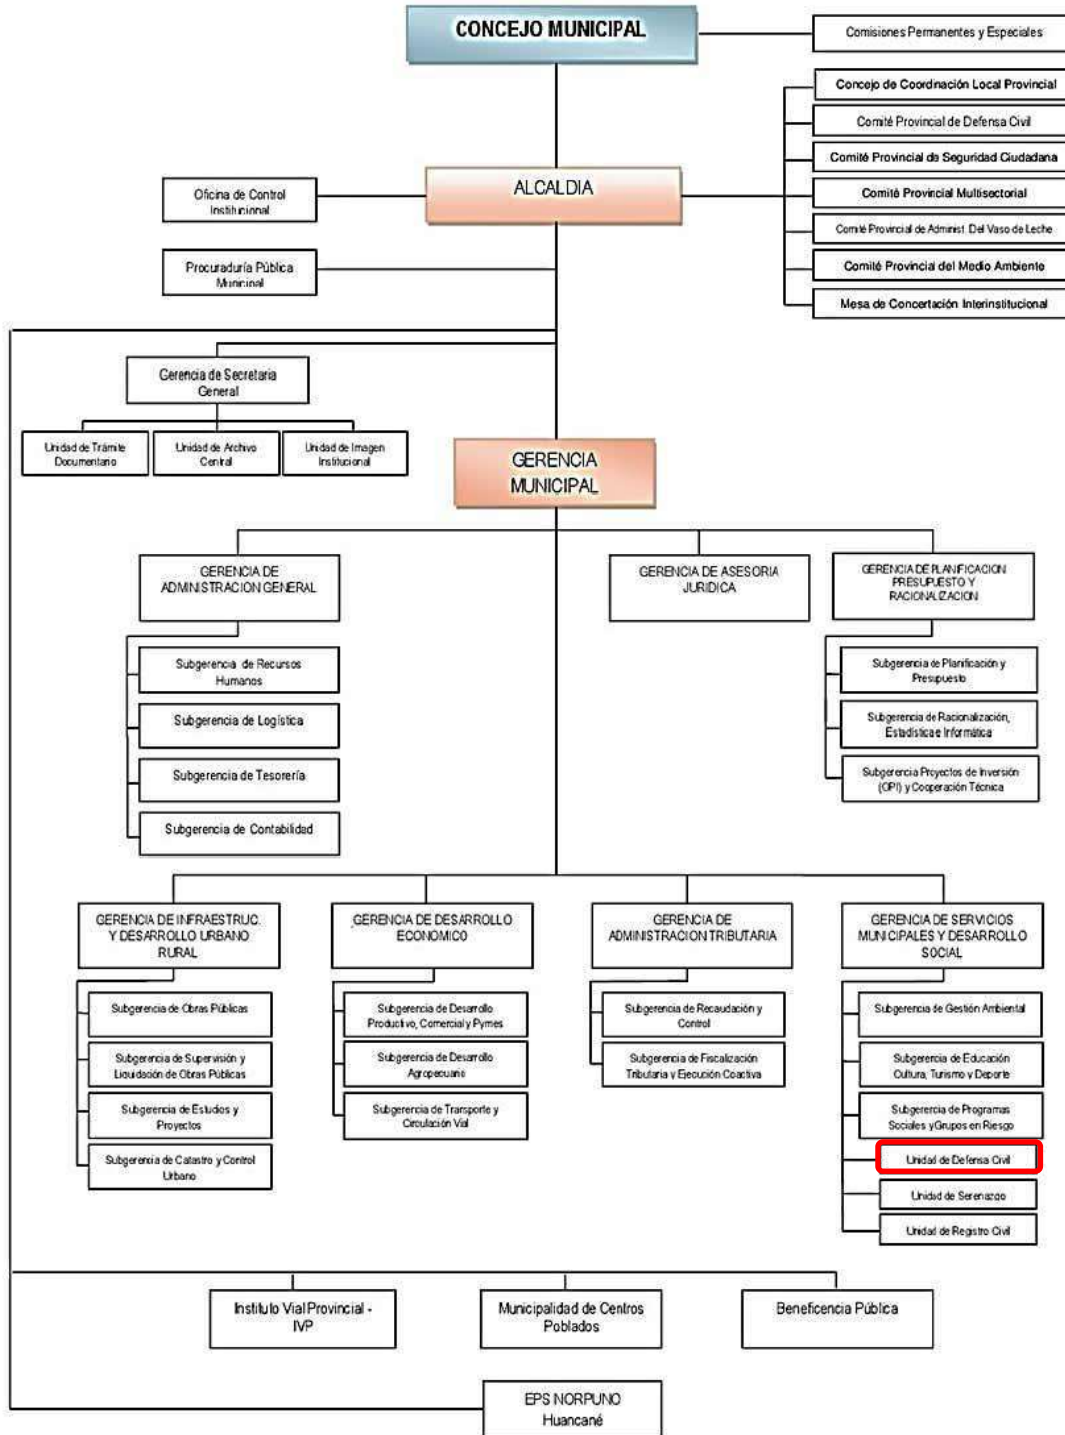 CONCEJO MUNICIPAL
Comisiones Permanentes y Especiales
Concejo de Coordinación Local Provincial
Comité Provincial de Defensa Civil
Comité Provincial de Seguridad Ciudadana
Comité Provincial Multisectorial
Comité Provincial de Administ. Del Vaso de Leche
Comité Provincial del Medio Ambiente
Mesa de Concertación Interinstitucional
ALCALDIA
Oficina de Control
Institucional
Procuraduría Pública
Municipal
Gerencia de Secretaria
General
Unidad de Trámite
Documentario
Unidad de Archivo
Central
Unidad de Imagen
Institucional
GERENCIA
MUNICIPAL
GERENCIA DE
ADMINISTRACION GENERAL
GERENCIA DE ASESORIA
JURIDICA
GERENCIA DE PLANIFICACION
PRESUPUESTO Y
RACIONALIZACION
Subgerencia de Recursos
Humanos
Subgerencia de Logística
Subgerencia de Tesorería
Subgerencia de Contabilidad
Subgerencia de Planificación y
Presupuesto
Subgerencia de Racionalización,
Estadística e Informática
Subgerencia Proyectos de Inversión
(OPI) y Cooperación Técnica
GERENCIA DE INFRAESTRUC.
Y DESARROLLO URBANO
RURAL
GERENCIA DE DESARROLLO
ECONOMICO
GERENCIA DE
ADMINISTRACION TRIBUTARIA
GERENCIA DE SERVICIOS
MUNICIPALES Y DESARROLLO
SOCIAL
Subgerencia de Obras Públicas
Subgerencia de Supervisión y
Liquidación de Obras Públicas
Subgerencia de Estudios y
Proyectos
Subgerencia de Catastro y Control
Urbano
Subgerencia de Desarrollo
Productivo, Comercial y Pymes
Subgerencia de Desarrollo
Agropecuario
Subgerencia de Transporte y
Circulación Vial
Subgerencia de Recaudación y
Control
Subgerencia de Fiscalización
Tributaria y Ejecución Coactiva
Subgerencia de Gestión Ambiental
Subgerencia de Educación
Cultura, Turismo y Deporte
Subgerencia de Programas
Sociales y Grupos en Riesgo
Unidad de Defensa Civil
Unidad de Serenazgo
Unidad de Registro Civil
Instituto Vial Provincial -
IVP
Municipalidad de Centros
Poblados
Beneficencia Pública
EPS NORPUNO
Huancané